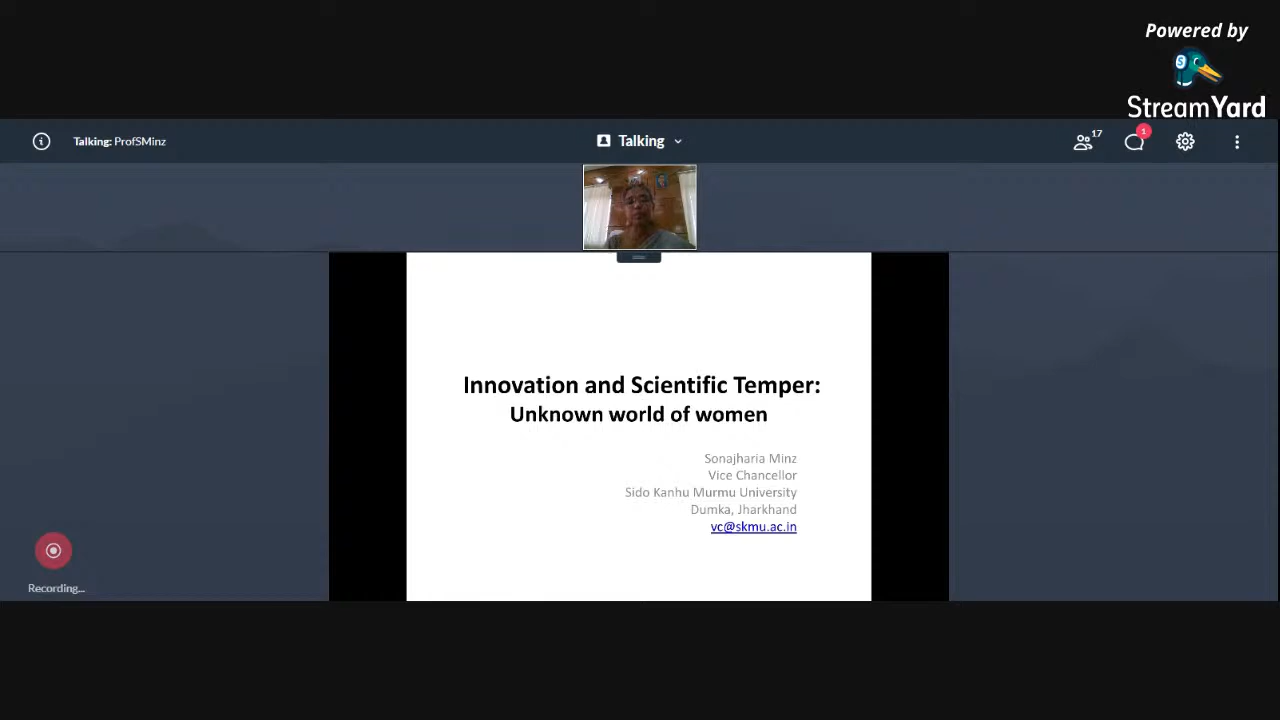 Powered by
StreamYard
Talking: ProfSMinz
Talking
17
1
Innovation and Scientific Temper:
Unknown world of women
Sonajharia Minz
Vice Chancellor
Sido Kanhu Murmu University
Dumka, Jharkhand
vc@skmu.ac.in
Recording...